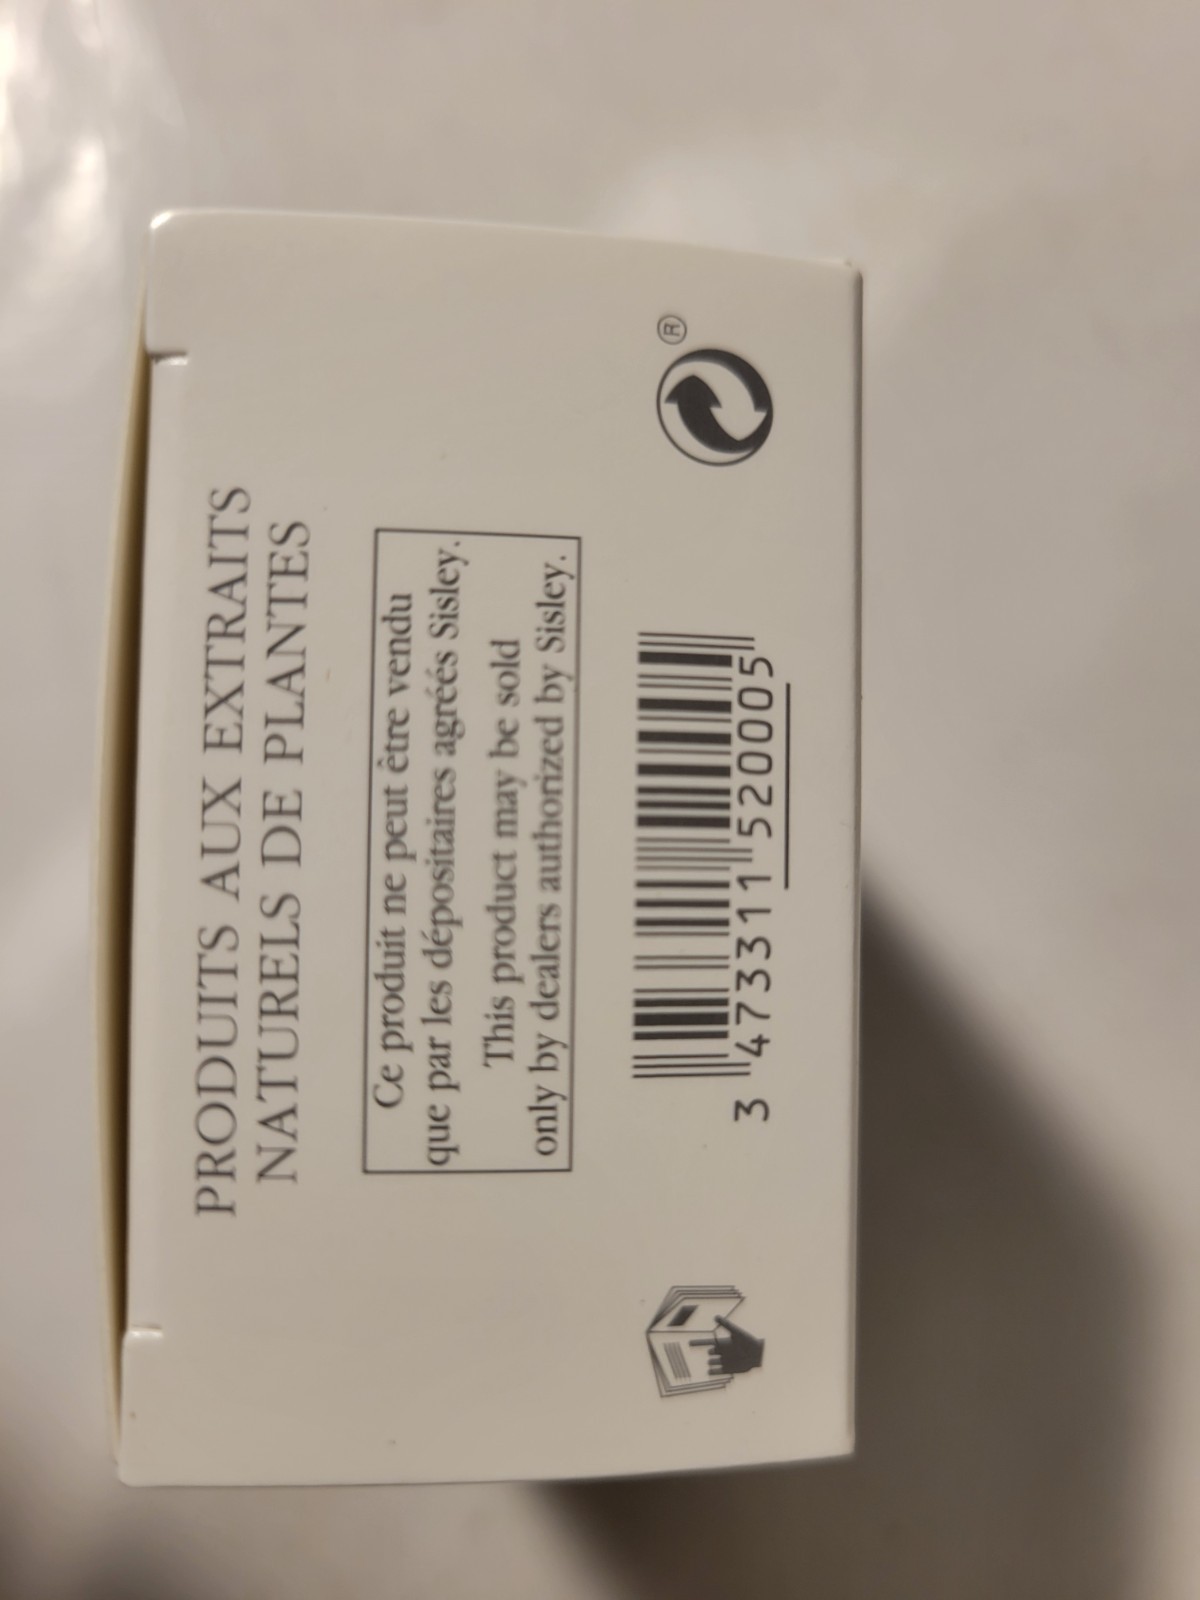 PRODUITS AUX EXTRAITS
NATURELS DE PLANTES
Ce produit ne peut être vendu
que par les dépositaires agréés Sisley.
This product may be sold
only by dealers authorized by Sisley.
3 473311 520005
®